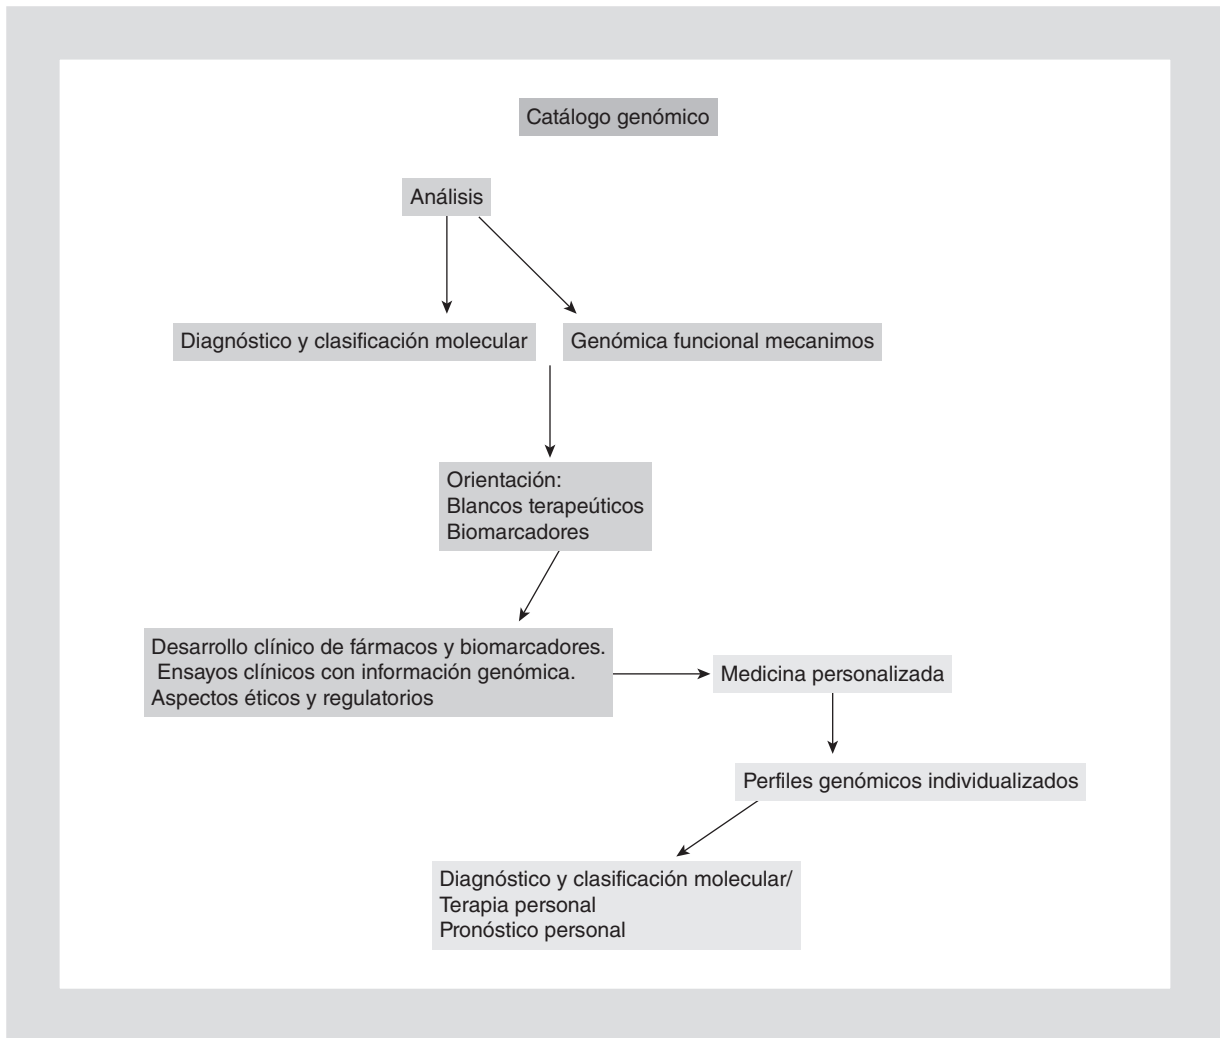 Catálogo genómico
Análisis
Diagnóstico y clasificación molecular
Genómica funcional mecanimos
Orientación:
Blancos terapeúticos
Biomarcadores
Desarrollo clínico de fármacos y biomarcadores.
Ensayos clínicos con información genómica.
Aspectos éticos y regulatorios
Medicina personalizada
Perfiles genómicos individualizados
Diagnóstico y clasificación molecular/
Terapia personal
Pronóstico personal